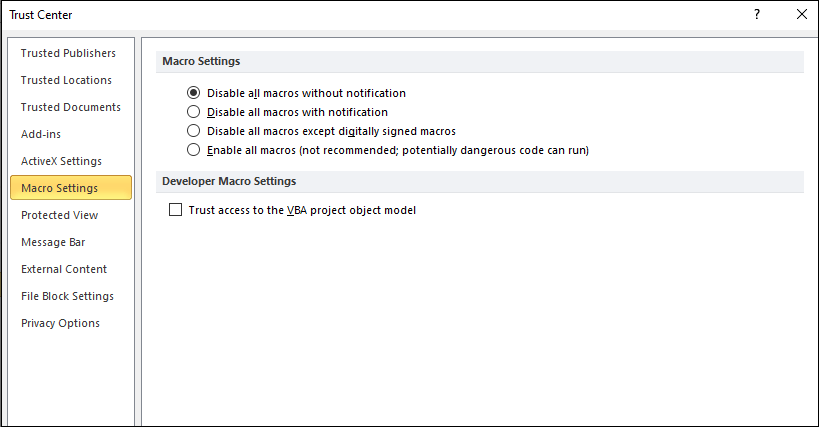 Trust Center
?
Trusted Publishers
Trusted Locations
Trusted Documents
Add-ins
ActiveX Settings
Macro Settings
Protected View
Message Bar
External Content
File Block Settings
Privacy Options
Macro Settings
Disable all macros without notification
Disable all macros with notification
Disable all macros except digitally signed macros
Enable all macros (not recommended; potentially dangerous code can run)
Developer Macro Settings
Trust access to the VBA project object model